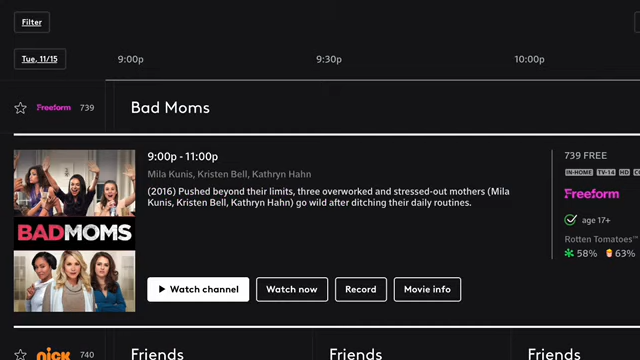 Filter
Tue, 11/15
9:00p
9:30p
10:00p
Freeform
739
Bad Moms
9:00p - 11:00p
Mila Kunis, Kristen Bell, Kathryn Hahn
(2016) Pushed beyond their limits, three overworked and stressed-out mothers (Mila
Kunis, Kristen Bell, Kathryn Hahn) go wild after ditching their daily routines.
BADMOMS
Watch channel
Watch now
Record
Movie info
739 FREE
IN-HOME TV-14 HD
Freeform
age 17+
Rotten Tomatoes™
58% 63%
nick
740
Friends
Friends
Friends